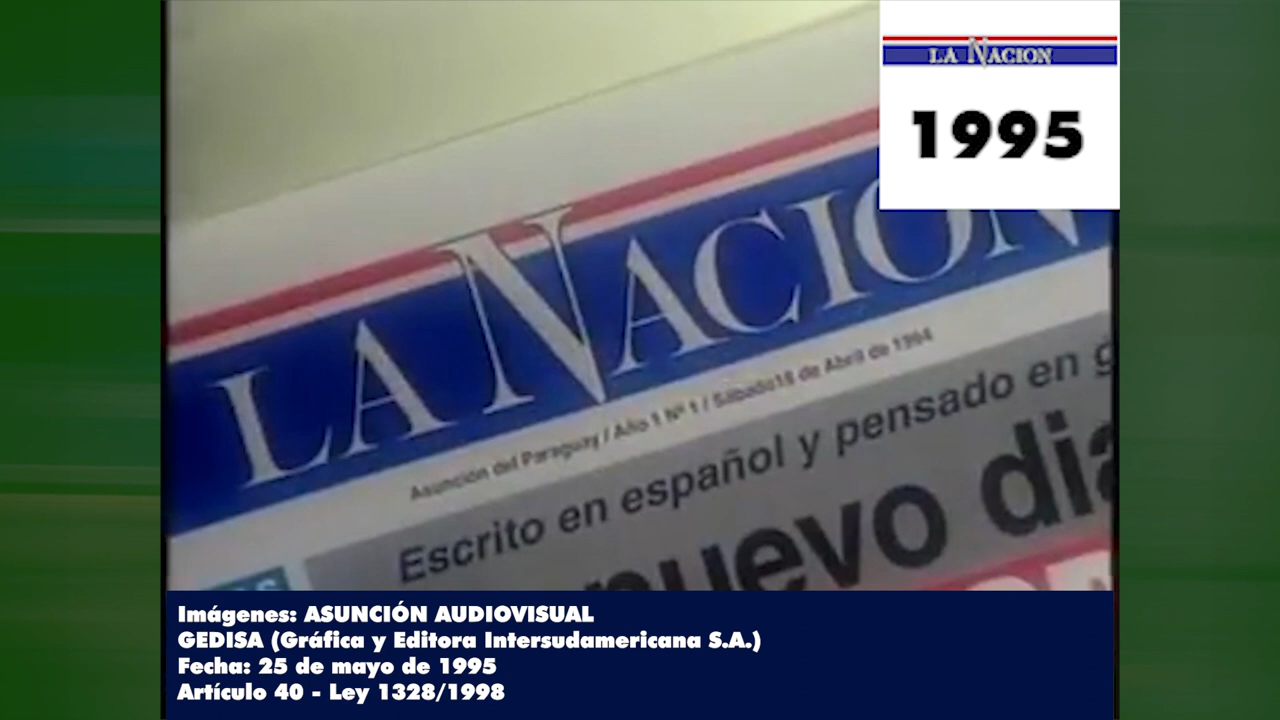 LA NACION
1995
LA NACION
Asunción del Paraguay / Año 1 Nº 1 / Sábado 18 de Abril de 1994
Escrito en español y pensado en g
nuevo dia
Imágenes: ASUNCIÓN AUDIOVISUAL
GEDISA (Gráfica y Editora Intersudamericana S.A.)
Fecha: 25 de mayo de 1995
Artículo 40 - Ley 1328/1998